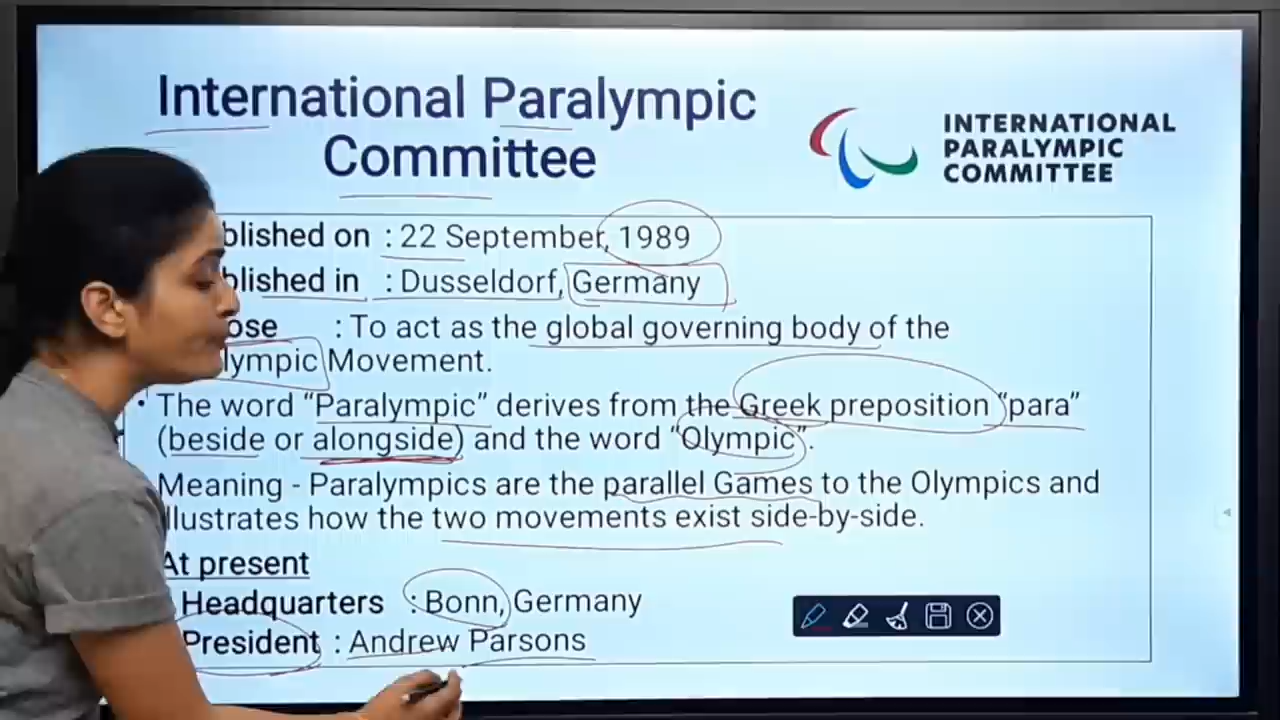 International Paralympic
Committee
INTERNATIONAL
PARALYMPIC
COMMITTEE
blished on : 22 September, 1989
blished in : Dusseldorf, Germany
ose : To act as the global governing body of the
lympic Movement.
• The word “Paralympic” derives from the Greek preposition “para”
(beside or alongside) and the word “Olympic”.
Meaning - Paralympics are the parallel Games to the Olympics and
llustrates how the two movements exist side-by-side.
At present
Headquarters : Bonn, Germany
President : Andrew Parsons